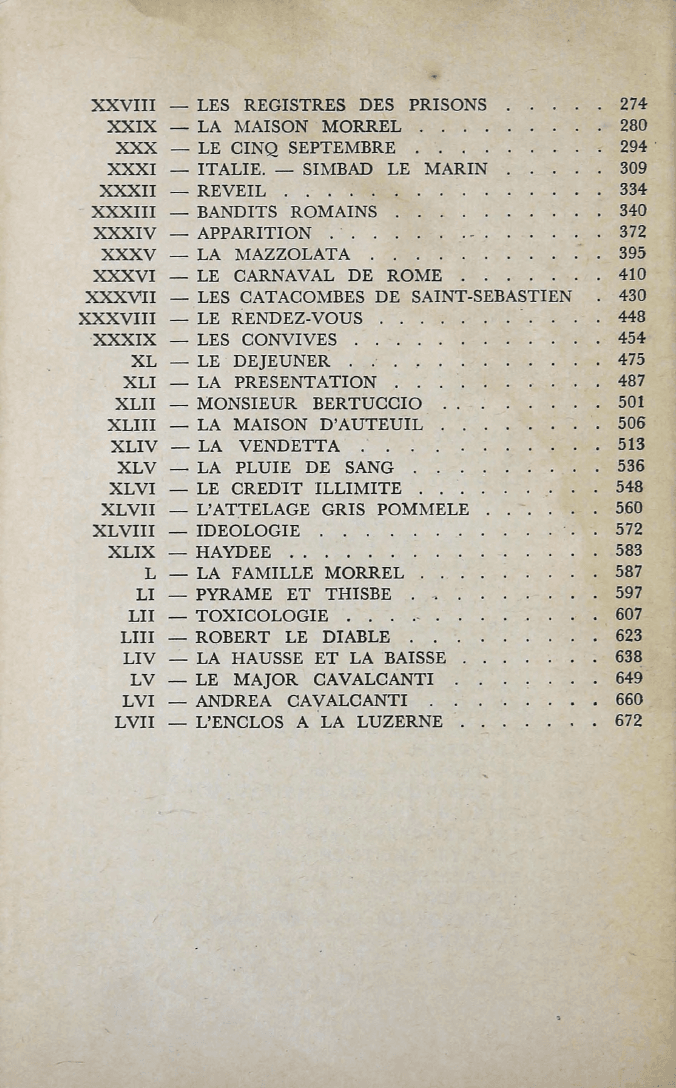 XXVIII — LES REGISTRES DES PRISONS . . . . . 274
XXIX — LA MAISON MORREL . . . . . . . . . 280
XXX — LE CINQ SEPTEMBRE . . . . . . . . . 294
XXXI — ITALIE. — SIMBAD LE MARIN . . . . . 309
XXXII — REVEIL . . . . . . . . . . . . . . 334
XXXIII — BANDITS ROMAINS . . . . . . . . . . 340
XXXIV — APPARITION . . . . . . . . . . . . 372
XXXV — LA MAZZOLATA . . . . . . . . . . . 395
XXXVI — LE CARNAVAL DE ROME . . . . . . . 410
XXXVII — LES CATACOMBES DE SAINT-SEBASTIEN . 430
XXXVIII — LE RENDEZ-VOUS . . . . . . . . . . . 448
XXXIX — LES CONVIVES . . . . . . . . . . . . 454
XL — LE DEJEUNER . . . . . . . . . . . . 475
XLI — LA PRESENTATION . . . . . . . . . . 487
XLII — MONSIEUR BERTUCCIO . . . . . . . . 501
XLIII — LA MAISON D'AUTEUIL . . . . . . . . 506
XLIV — LA VENDETTA . . . . . . . . . . . . 513
XLV — LA PLUIE DE SANG . . . . . . . . . 536
XLVI — LE CREDIT ILLIMITE . . . . . . . . . 548
XLVII — L'ATTELAGE GRIS POMMELE . . . . . . 560
XLVIII — IDEOLOGIE . . . . . . . . . . . . . 572
XLIX — HAYDEE . . . . . . . . . . . . . . 583
L — LA FAMILLE MORREL . . . . . . . . . 587
LI — PYRAME ET THISBE . . . . . . . . . 597
LII — TOXICOLOGIE . . . . . . . . . . . . 607
LIII — ROBERT LE DIABLE . . . . . . . . . 623
LIV — LA HAUSSE ET LA BAISSE . . . . . . . 638
LV — LE MAJOR CAVALCANTI . . . . . . . 649
LVI — ANDREA CAVALCANTI . . . . . . . . 660
LVII — L'ENCLOS A LA LUZERNE . . . . . . . 672